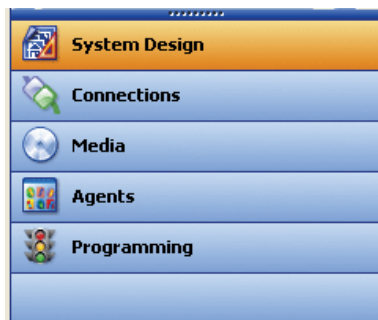 System Design
Connections
Media
Agents
Programming